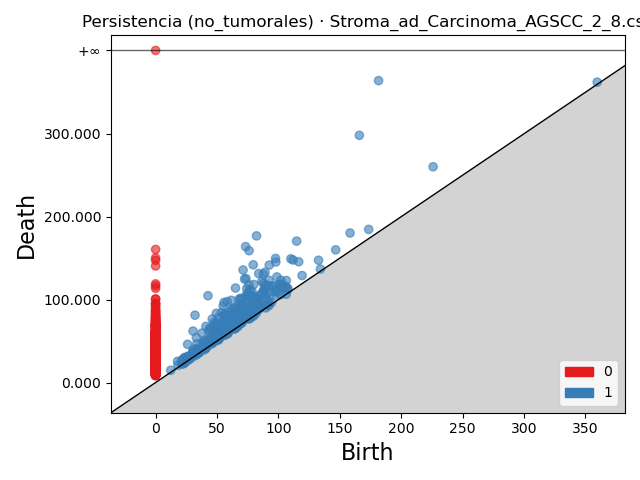 Persistencia (no_tumorales) · Stroma_ad_Carcinoma_AGSCC_2_8.cs
+∞
300.000
200.000
100.000
0.000
Death
0
1
0 50 100 150 200 250 300 350
Birth